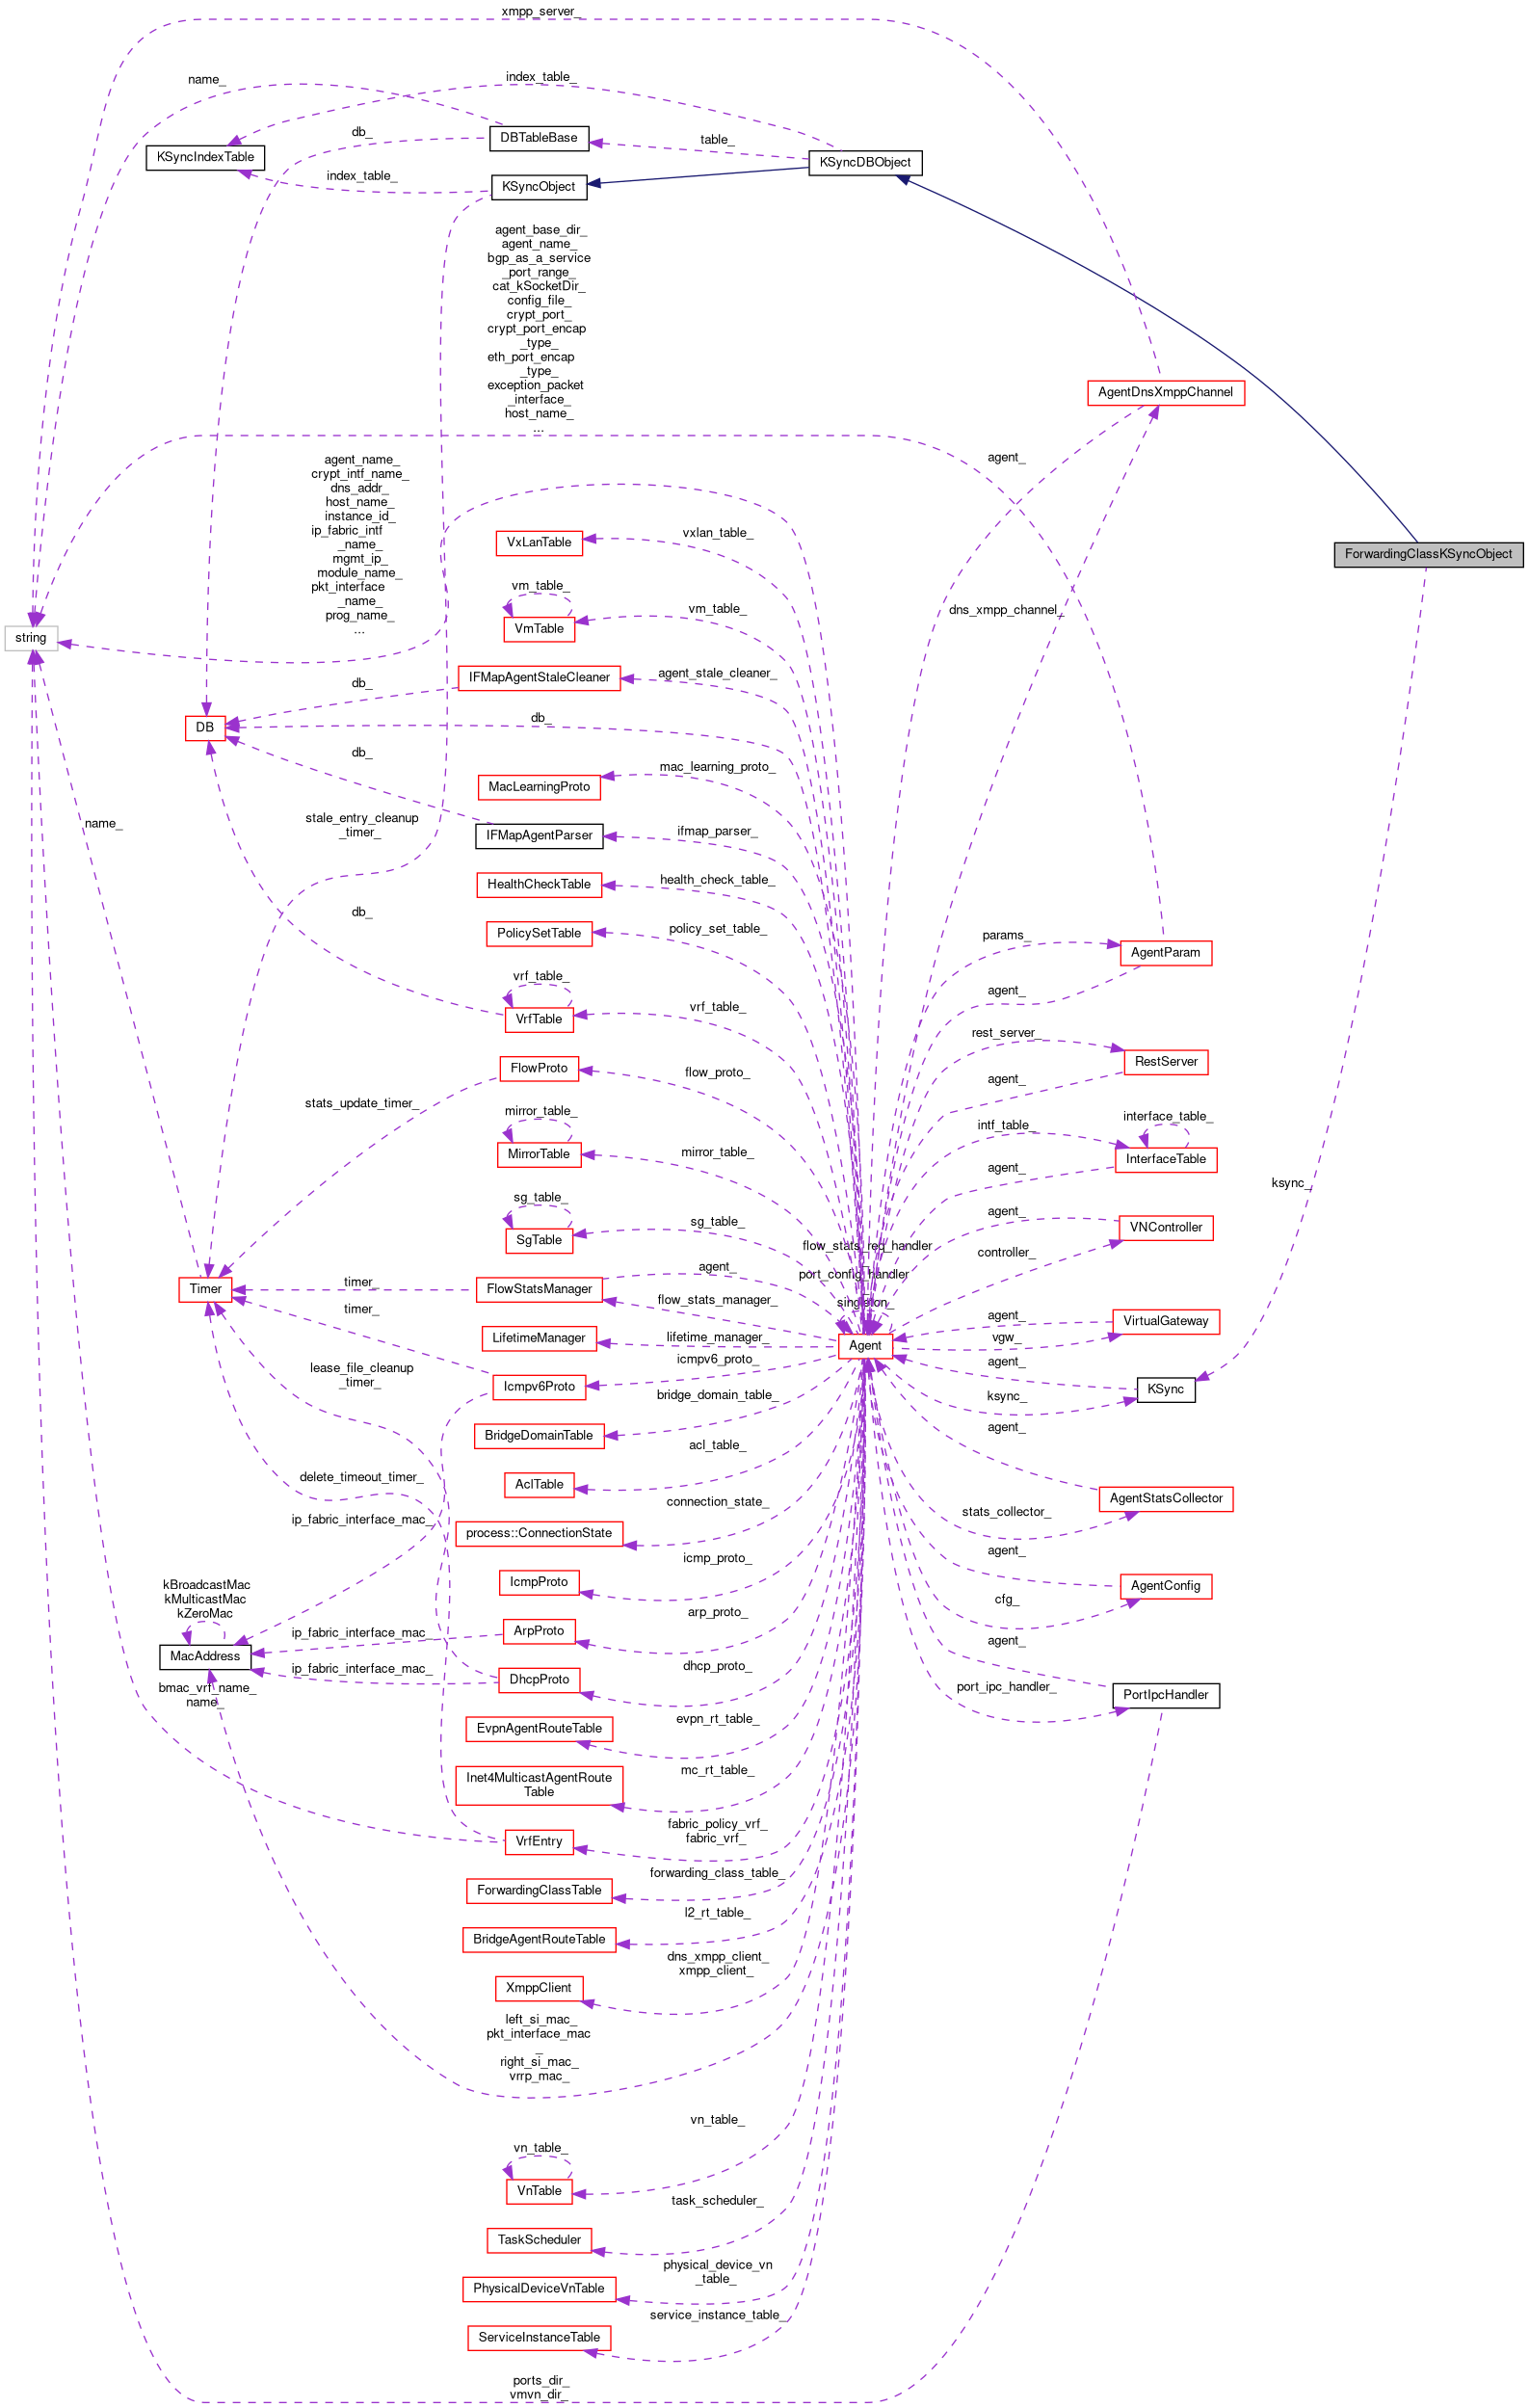 xmpp_server_
name_
index_table_
db_
DBTableBase
table_
KSyncIndexTable
KSyncDBObject
index_table_
KSyncObject
agent_base_dir_
agent_name_
bgp_as_a_service
_port_range_
cat_kSocketDir_
config_file_
crypt_port_
crypt_port_encap
_type_
eth_port_encap
_type_
exception_packet
_interface_
host_name_
...
AgentDnsXmppChannel
agent_
agent_name_
crypt_intf_name_
dns_addr_
host_name_
instance_id_
ip_fabric_intf
_name_
mgmt_ip_
module_name_
pkt_interface
_name_
prog_name_
...
VxLanTable
vxlan_table_
ForwardingClassKSyncObject
vm_table_
VmTable
vm_table_
dns_xmpp_channel_
string
IFMapAgentStaleCleaner
agent_stale_cleaner_
db_
DB
db_
db_
MacLearningProto
mac_learning_proto_
stale_entry_cleanup
_timer_
name_
IFMapAgentParser
ifmap_parser_
HealthCheckTable
health_check_table_
db_
PolicySetTable
policy_set_table_
params_
AgentParam
agent_
vrf_table_
VrfTable
vrf_table_
FlowProto
flow_proto_
rest_server_
RestServer
agent_
stats_update_timer_
mirror_table_
MirrorTable
mirror_table_
intf_table_
interface_table_
InterfaceTable
agent_
ksync_
sg_table_
SgTable
sg_table_
agent_
VNController
controller_
flow_stats_req_handler
_
port_config_handler
_
singleton_
Timer
timer_
FlowStatsManager
agent_
flow_stats_manager_
timer_
LifetimeManager
lifetime_manager_
Agent
agent_
VirtualGateway
vgw_
lease_file_cleanup
_timer_
Icmpv6Proto
icmpv6_proto_
agent_
KSync
ksync_
BridgeDomainTable
bridge_domain_table_
agent_
delete_timeout_timer_
AclTable
acl_table_
AgentStatsCollector
stats_collector_
ip_fabric_interface_mac_
process::ConnectionState
connection_state_
agent_
IcmpProto
icmp_proto_
AgentConfig
cfg_
kBroadcastMac
kMulticastMac
kZeroMac
MacAddress
ip_fabric_interface_mac_
ArpProto
arp_proto_
agent_
ip_fabric_interface_mac_
DhcpProto
dhcp_proto_
port_ipc_handler_
PortIpcHandler
bmac_vrf_name_
name_
EvpnAgentRouteTable
evpn_rt_table_
Inet4MulticastAgentRoute
Table
mc_rt_table_
VrfEntry
fabric_policy_vrf_
fabric_vrf_
ForwardingClassTable
forwarding_class_table_
BridgeAgentRouteTable
l2_rt_table_
XmppClient
dns_xmpp_client_
xmpp_client_
left_si_mac_
pkt_interface_mac
_
right_si_mac_
vrrp_mac_
vn_table_
VnTable
vn_table_
TaskScheduler
task_scheduler_
PhysicalDeviceVnTable
physical_device_vn
_table_
ServiceInstanceTable
service_instance_table_
ports_dir_
vmvn_dir_